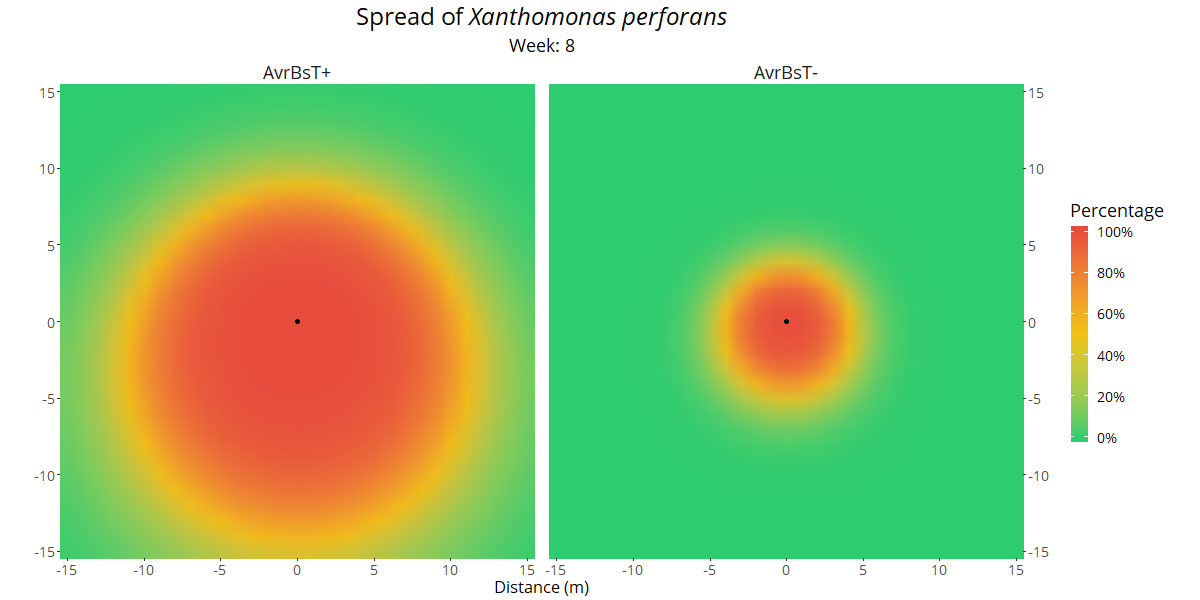 Spread of Xanthomonas perforans
Week: 8
AvrBsT+
AvrBsT-
15
10
5
0
-5
-10
-15
15
10
5
0
-5
-10
-15
-15 -10 -5 0 5 10 15
-15 -10 -5 0 5 10 15
Distance (m)
Percentage
100%
80%
60%
40%
20%
0%